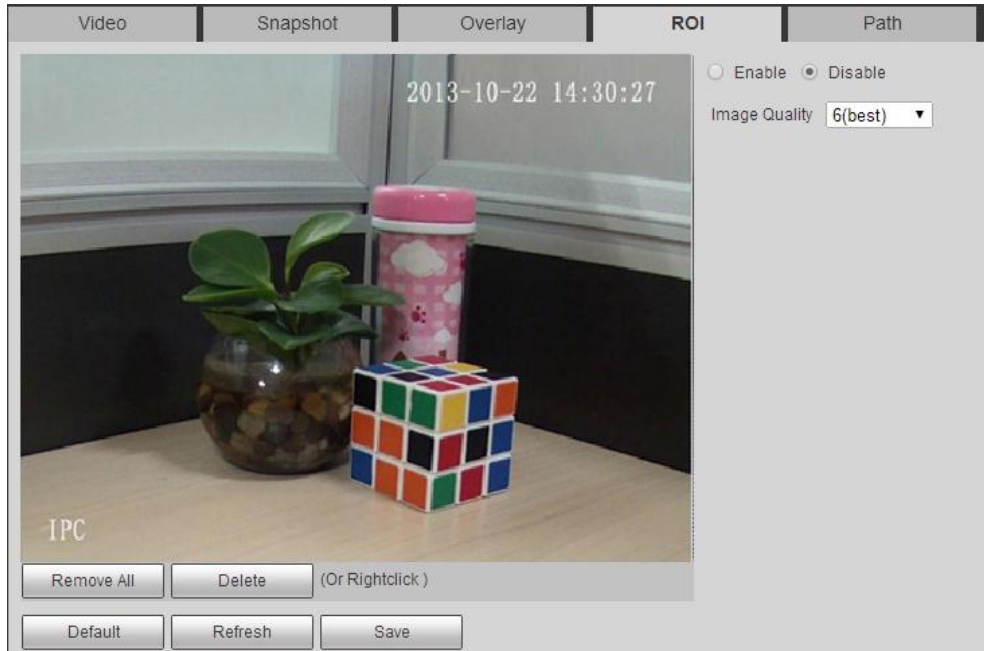 Video Snapshot Overlay ROI Path
2013-10-22 14:30:27
Enable Disable
Image Quality 6(best)
IPC
Remove All Delete (Or Rightclick )
Default Refresh Save